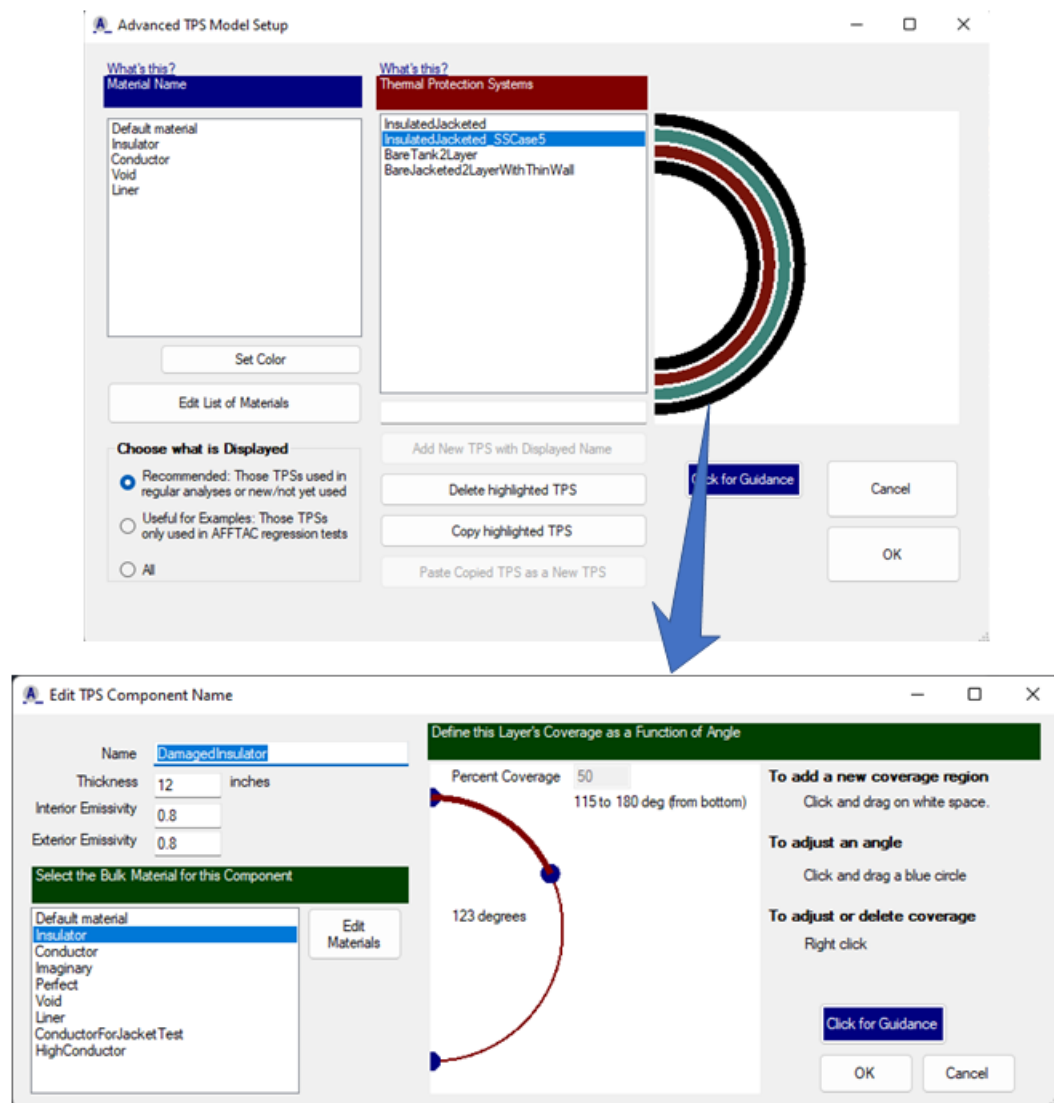 Advanced TPS Model Setup
What's this?
Material Name
Default material
Insulator
Conductor
Void
Liner
Set Color
Edit List of Materials
Choose what is Displayed
Recommended: Those TPSs used in
regular analyses or new/not yet used
Useful for Examples: Those TPSs
only used in AFFTAC regression tests
All
What's this?
Thermal Protection Systems
InsulatedJacketed
InsulatedJacketed_SSCase5
BareTank2Layer
BareJacketed2LayerWithThinWall
Add New TPS with Displayed Name
Delete highlighted TPS
Copy highlighted TPS
Paste Copied TPS as a New TPS
Click for Guidance
Cancel
OK
Edit TPS Component Name
Name DamagedInsulator
Thickness 12 inches
Interior Emissivity 0.8
Exterior Emissivity 0.8
Select the Bulk Material for this Component
Default material
Insulator
Conductor
Imaginary
Perfect
Void
Liner
ConductorForJacketTest
HighConductor
Edit
Materials
Define this Layer's Coverage as a Function of Angle
Percent Coverage 50
115 to 180 deg (from bottom)
123 degrees
To add a new coverage region
Click and drag on white space.
To adjust an angle
Click and drag a blue circle
To adjust or delete coverage
Right click
Click for Guidance
OK
Cancel